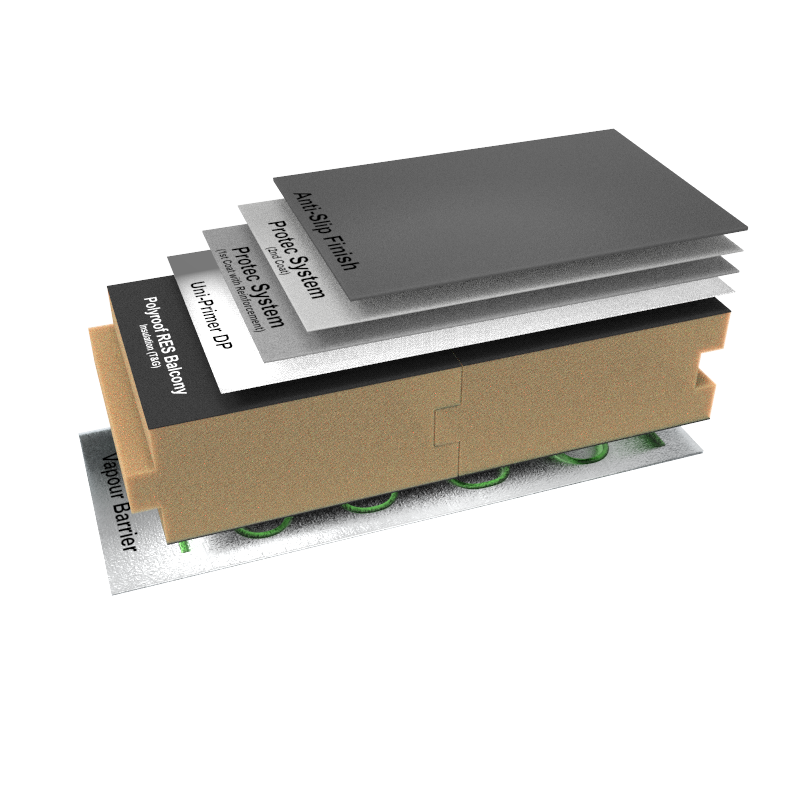 Anti-Slip Finish
Protec System
(2nd Coat)
Protec System
(1st Coat with Reinforcement)
Uni-Primer DP
Polyroof RES Balcony
Insulation (T&G)
Vapour Barrier